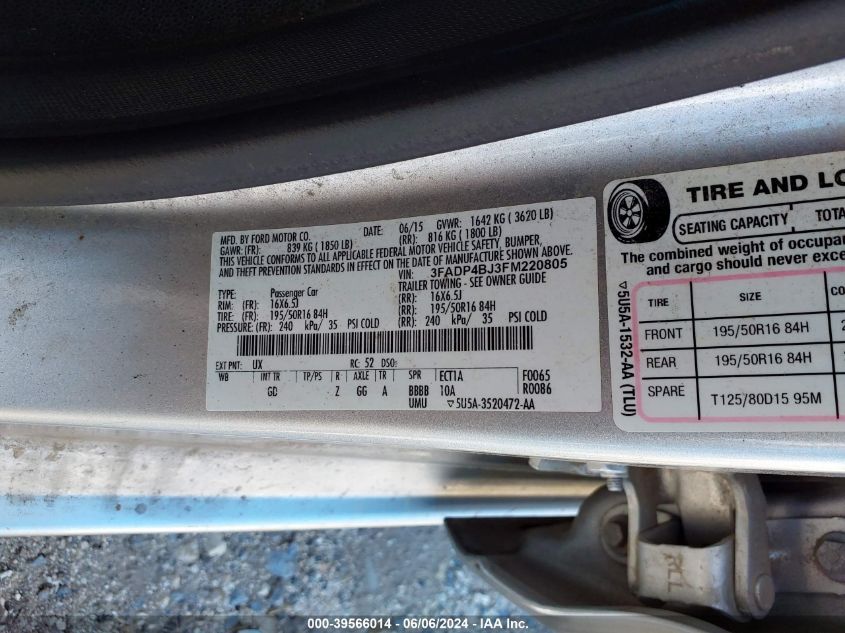 MFD. BY FORD MOTOR CO.
DATE: 06/15 GVWR: 1642 KG ( 3620 LB)
GAWR: (FR): 839 KG ( 1850 LB) (RR): 816 KG ( 1800 LB)
THIS VEHICLE CONFORMS TO ALL APPLICABLE FEDERAL MOTOR VEHICLE SAFETY, BUMPER,
AND THEFT PREVENTION STANDARDS IN EFFECT ON THE DATE OF MANUFACTURE SHOWN ABOVE.
VIN: 3FADP4BJ3FM220805
TYPE: Passenger Car TRAILER TOWING - SEE OWNER GUIDE
RIM: (FR): 16X6.5J (RR): 16X6.5J
TIRE: (FR): 195/50R16 84H (RR): 195/50R16 84H
PRESSURE: (FR): 240 kPa/ 35 PSI COLD (RR): 240 kPa/ 35 PSI COLD
EXT PNT: UX RC: 52 DSO:
WB INT TR TP/PS R AXLE TR SPR ECT1A F0065
GD Z GG A BBBB 10A R0086
UMU ▽5U5A-3520472-AA
TIRE AND LO
SEATING CAPACITY TOTA
The combined weight of occupa
and cargo should never exce
TIRE SIZE CO
FRONT 195/50R16 84H 2
REAR 195/50R16 84H
SPARE T125/80D15 95M
▽5U5A-1532-AA (TLU)
RLL
000-39566014 - 06/06/2024 - IAA Inc.